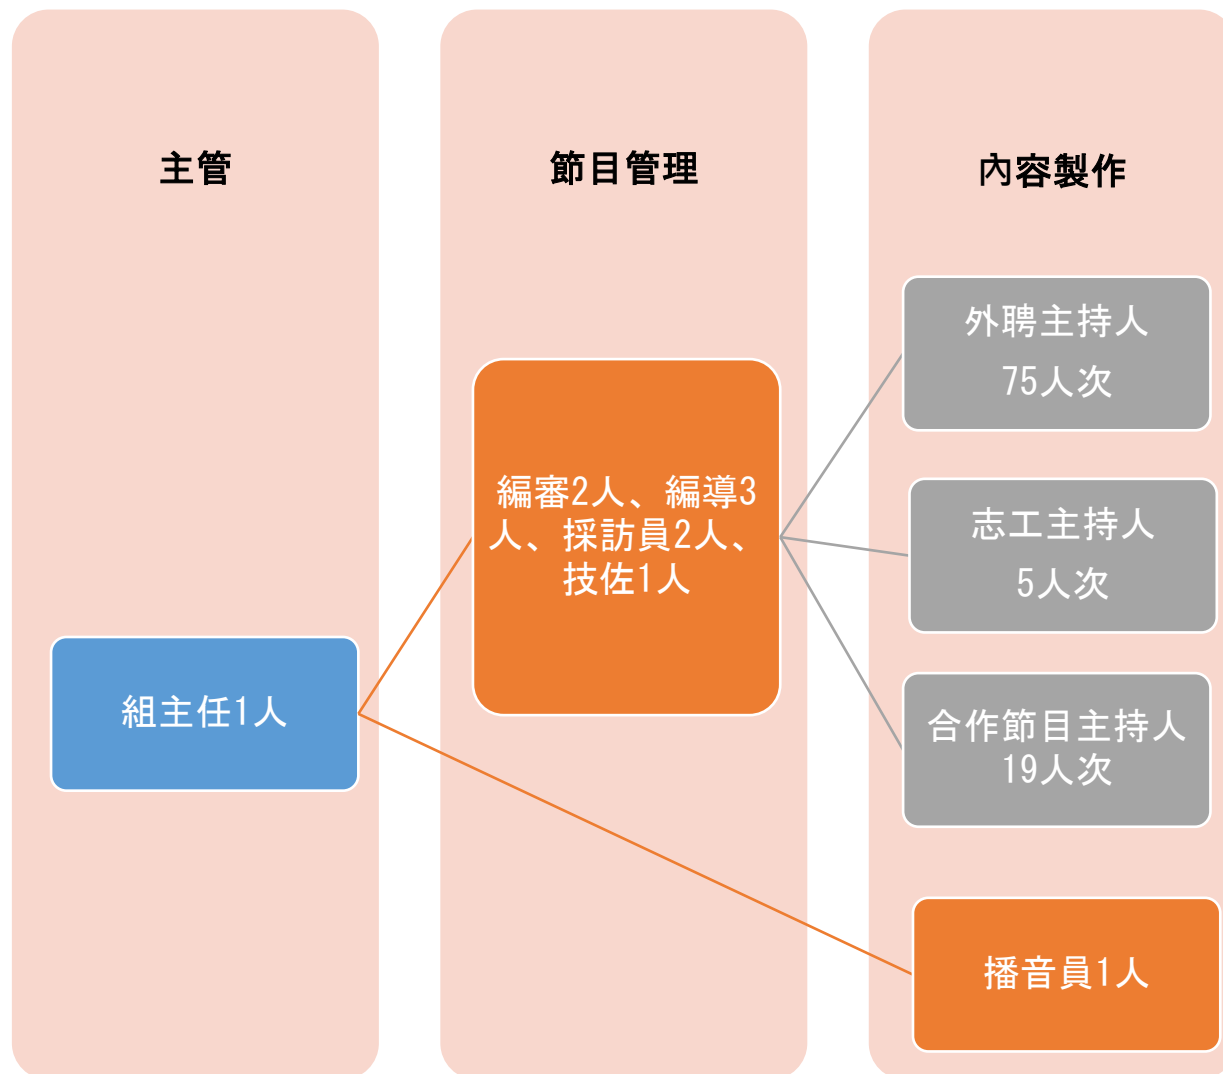 主管
節目管理
內容製作
組主任1人
編審2人、編導3
人、採訪員2人、
技佐1人
外聘主持人
75人次
志工主持人
5人次
合作節目主持人
19人次
播音員1人